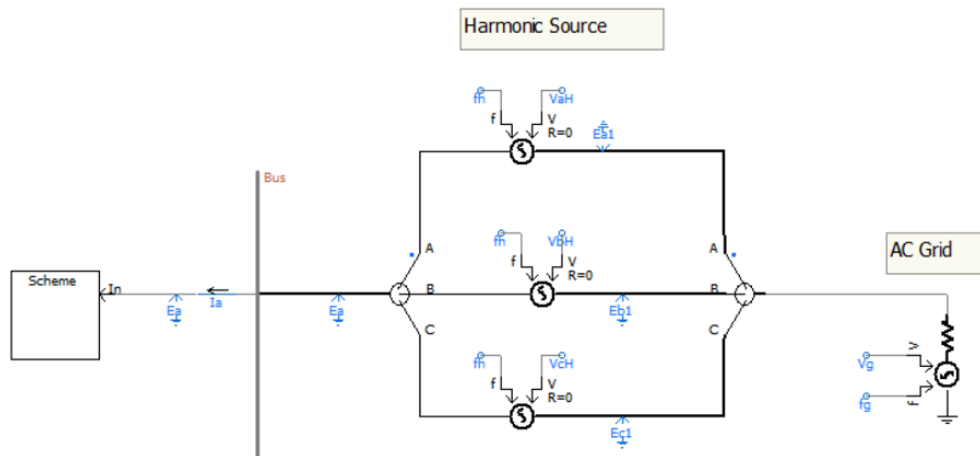 Harmonic Source
fh
VaH
f
V
R=0
Ea1
Bus
A
A
fh
VbH
f
V
R=0
AC Grid
Scheme
In
Ea
Ia
Ea
B
Eb1
B
C
C
fh
VcH
f
V
R=0
Ec1
Vg
V
fg
f